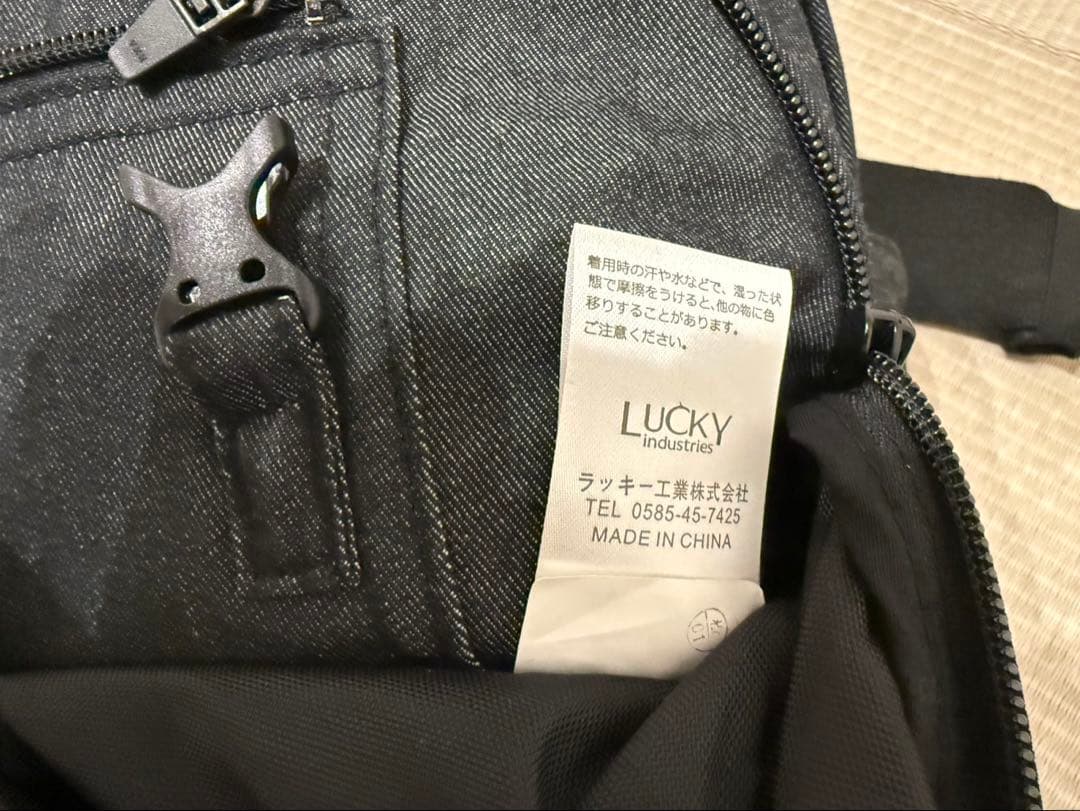 着用時の汗や水などで、湿った状
態で摩擦をうけると、他の物に色
移りすることがあります。
ご注意ください。
LUCKY
industries
ラッキー工業株式会社
TEL 0585-45-7425
MADE IN CHINA